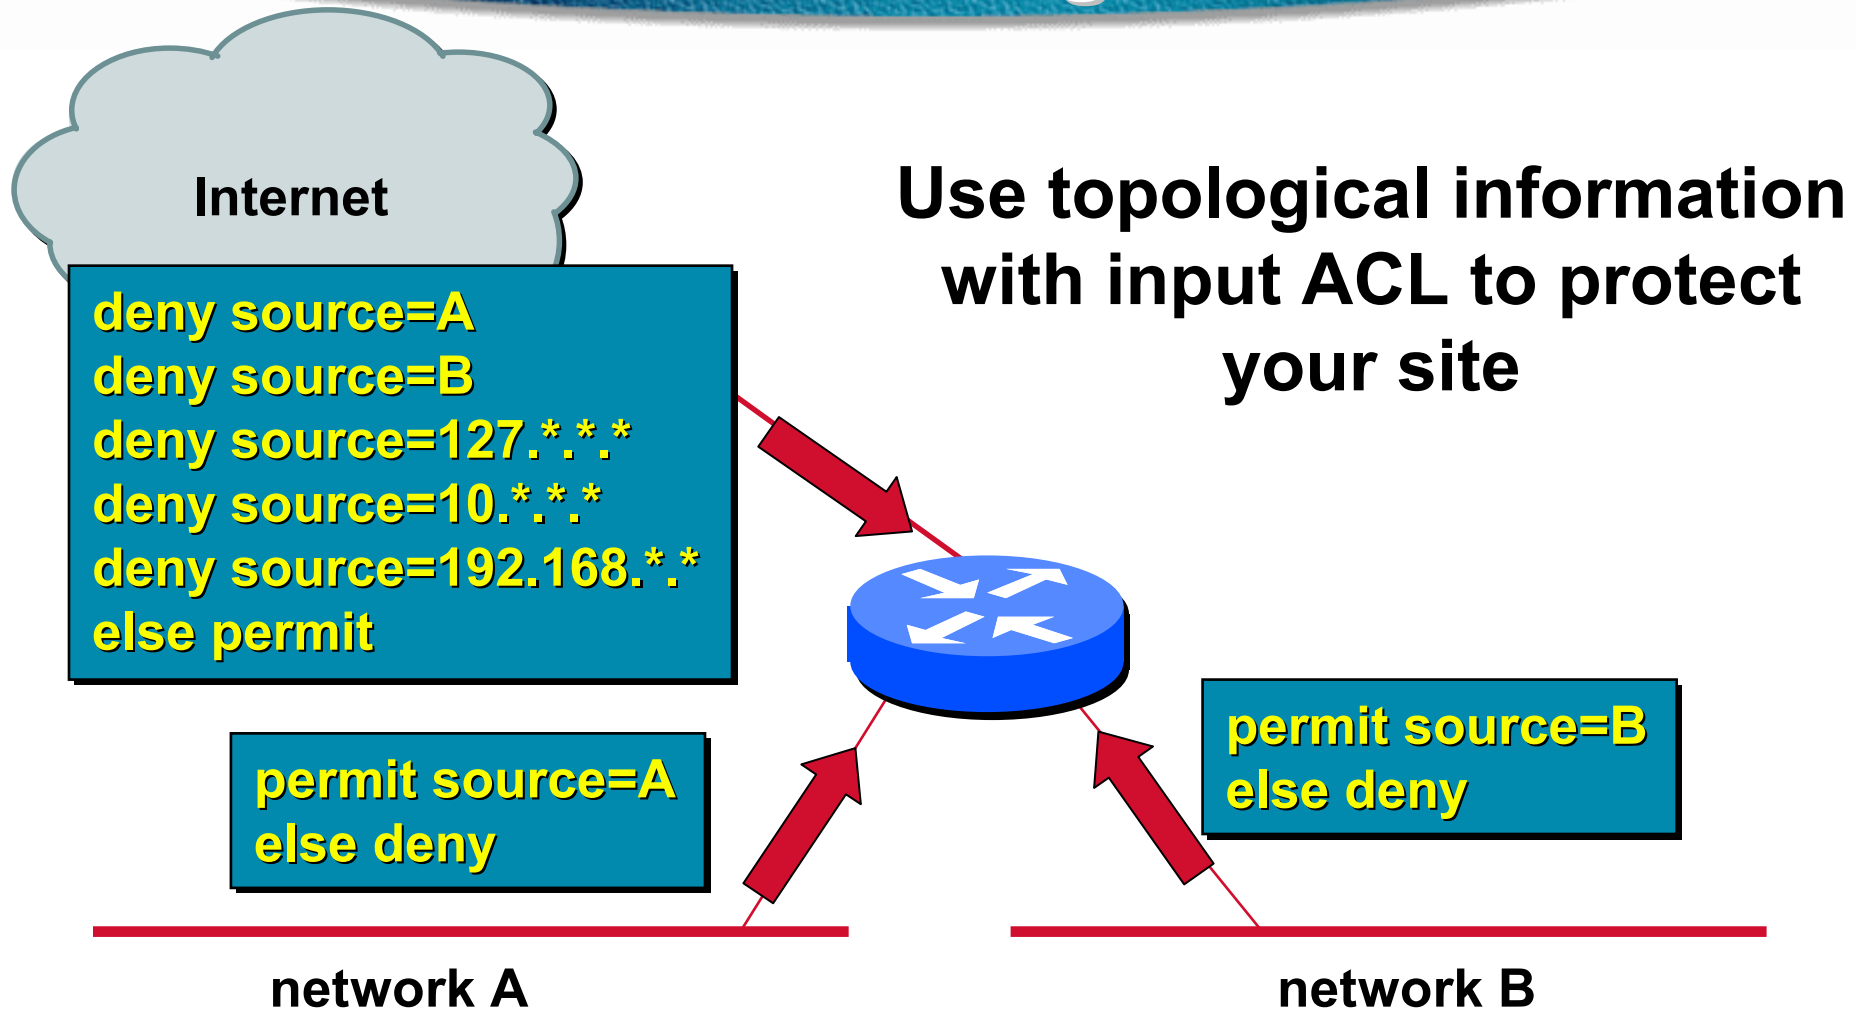 Internet
Use topological information
with input ACL to protect
your site
deny source=A
deny source=B
deny source=127.*.*.*
deny source=10.*.*.*
deny source=192.168.*.*
else permit
permit source=A
else deny
permit source=B
else deny
network A
network B